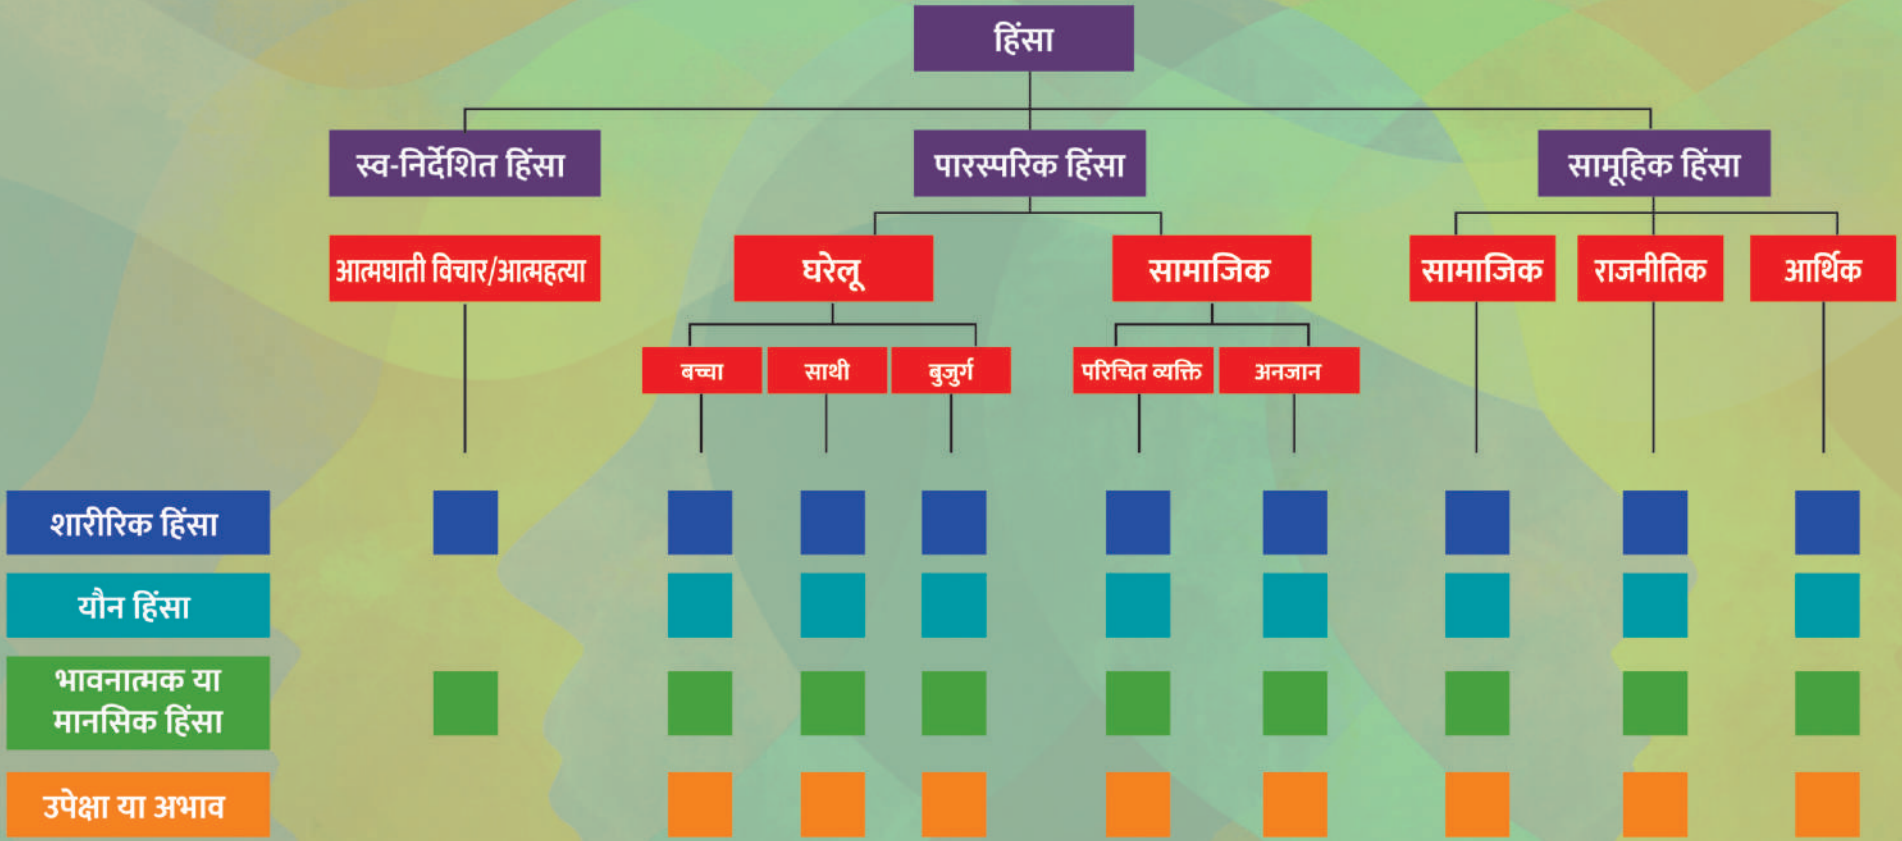 हिंसा
स्व-निर्देशित हिंसा
पारस्परिक हिंसा
सामूहिक हिंसा
आत्मघाती विचार/आत्महत्या
घरेलू
सामाजिक
सामाजिक
राजनीतिक
आर्थिक
बच्चा
साथी
बुजुर्ग
परिचित व्यक्ति
अनजान
शारीरिक हिंसा
यौन हिंसा
भावनात्मक या
मानसिक हिंसा
उपेक्षा या अभाव